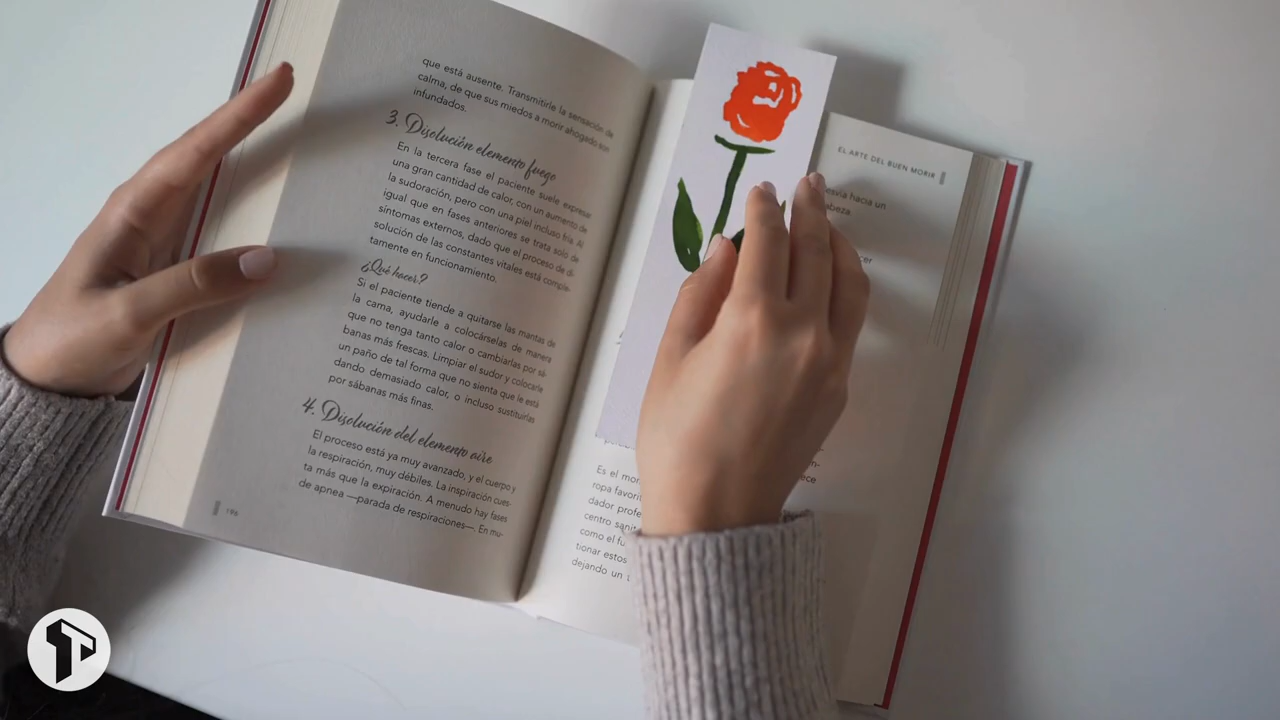 que está ausente. Transmitirle la sensación de
calma, de que sus miedos a morir ahogado son
infundados.
3. Disolución elemento fuego
En la tercera fase el paciente suele expresar
una gran cantidad de calor, con un aumento de
la sudoración, pero con una piel incluso fría. Al
igual que en fases anteriores se trata solo de
síntomas externos, dado que el proceso de di-
solución de las constantes vitales está comple-
tamente en funcionamiento.
¿Qué hacer?
Si el paciente tiende a quitarse las mantas de
la cama, ayudarle a colocárselas de manera
que no tenga tanto calor o cambiarlas por sá-
banas más frescas. Limpiar el sudor y colocarle
un paño de tal forma que no sienta que le está
dando demasiado calor, o incluso sustituirlas
por sábanas más finas.
4. Disolución del elemento aire
El proceso está ya muy avanzado, y el cuerpo y
la respiración, muy débiles. La inspiración cues-
ta más que la expiración. A menudo hay fases
de apnea —parada de respiraciones—. En mu-
196
EL ARTE DEL BUEN MORIR
desvía hacia un
cabeza.
Es el
ropa
dador
centro
como el
tionar estos
dejando un